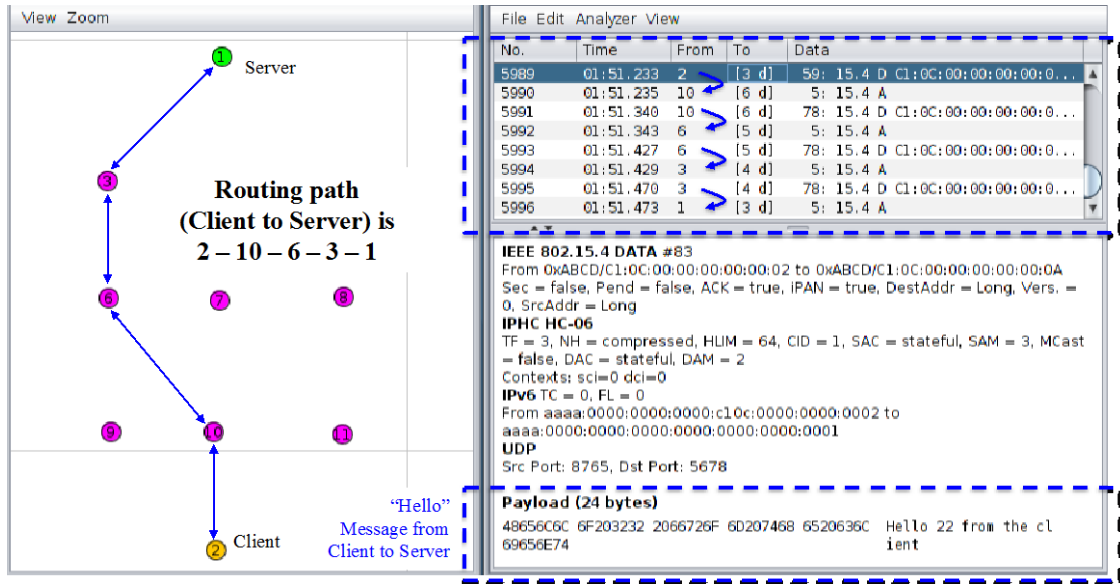 View Zoom
1
Server
3
Routing path
(Client to Server) is
2 – 10 – 6 – 3 – 1
6
7
8
9
10
11
"Hello"
Message from
Client to Server
2
Client
File Edit Analyzer View
No. Time From To Data
5989 01:51.233 2 [3 d] 59: 15.4 D C1:0C:00:00:00:00:0...
5990 01:51.235 10 [6 d] 5: 15.4 A
5991 01:51.340 10 [6 d] 78: 15.4 D C1:0C:00:00:00:00:0...
5992 01:51.343 6 [5 d] 5: 15.4 A
5993 01:51.427 6 [5 d] 78: 15.4 D C1:0C:00:00:00:00:0...
5994 01:51.429 3 [4 d] 5: 15.4 A
5995 01:51.470 3 [4 d] 78: 15.4 D C1:0C:00:00:00:00:0...
5996 01:51.473 1 [3 d] 5: 15.4 A
IEEE 802.15.4 DATA #83
From 0xABCD/C1:0C:00:00:00:00:00:02 to 0xABCD/C1:0C:00:00:00:00:00:0A
Sec = false, Pend = false, ACK = true, iPAN = true, DestAddr = Long, Vers. =
0, SrcAddr = Long
IPHC HC-06
TF = 3, NH = compressed, HLIM = 64, CID = 1, SAC = stateful, SAM = 3, MCast
= false, DAC = stateful, DAM = 2
Contexts: sci=0 dci=0
IPv6 TC = 0, FL = 0
From aaaa:0000:0000:0000:c10c:0000:0000:0002 to
aaaa:0000:0000:0000:0000:0000:0000:0001
UDP
Src Port: 8765, Dst Port: 5678
Payload (24 bytes)
48656C6C 6F203232 2066726F 6D207468 6520636C Hello 22 from the cl
69656E74 ient